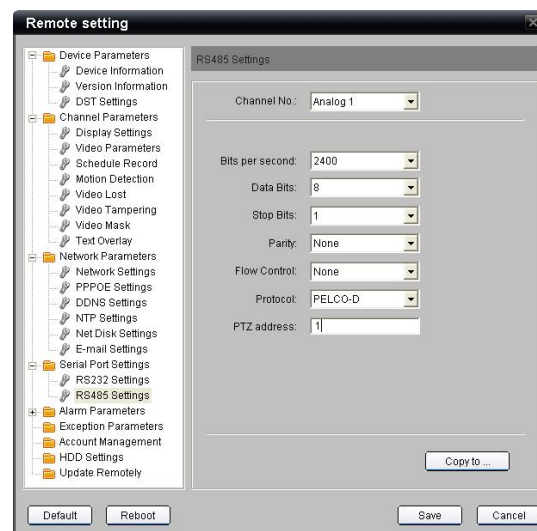 Remote setting
Device Parameters
Device Information
Version Information
DST Settings
Channel Parameters
Display Settings
Video Parameters
Schedule Record
Motion Detection
Video Lost
Video Tampering
Video Mask
Text Overlay
Network Parameters
Network Settings
PPPOE Settings
DDNS Settings
NTP Settings
Net Disk Settings
E-mail Settings
Serial Port Settings
RS232 Settings
RS485 Settings
Alarm Parameters
Exception Parameters
Account Management
HDD Settings
Update Remotely
RS485 Settings
Channel No.: Analog 1
Bits per second: 2400
Data Bits: 8
Stop Bits: 1
Parity: None
Flow Control: None
Protocol: PELCO-D
PTZ address: 1
Copy to ...
Default Reboot Save Cancel